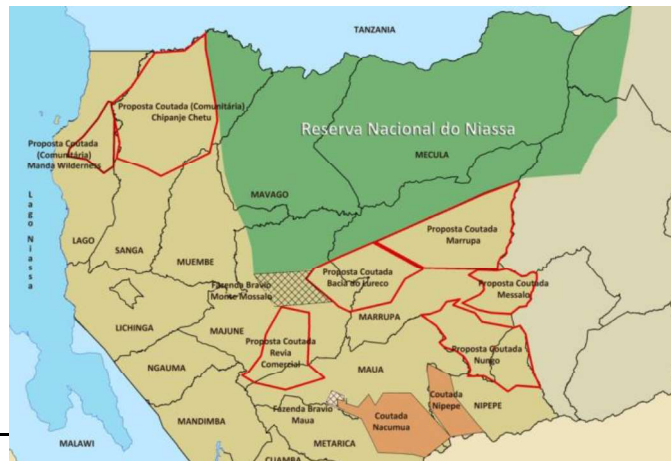 TANZANIA
Proposta Coutada (Comunitária)
Chipanje Chetu
Reserva Nacional do Niassa
Proposta Coutada
(Comunitária)
Manda Wilderness
MECULA
MAVAGO
Lago Niassa
LAGO
SANGA
MUEMBE
Proposta Coutada
Marrupa
Fazenda Bravio
Monte Mossalo
Proposta Coutada
Bacia do Lureco
Proposta Coutada
Messalo
LICHINGA
MAJUNE
MARRUPA
Proposta Coutada
Revia
Comercial
Proposta Coutada
Nungo
NGAUMA
MAUA
Coutada
Nipepe
NIPEPE
Fazenda Bravio
Maua
Coutada
Nacumua
MANDIMBA
METARICA
MALAWI
CUAMBA